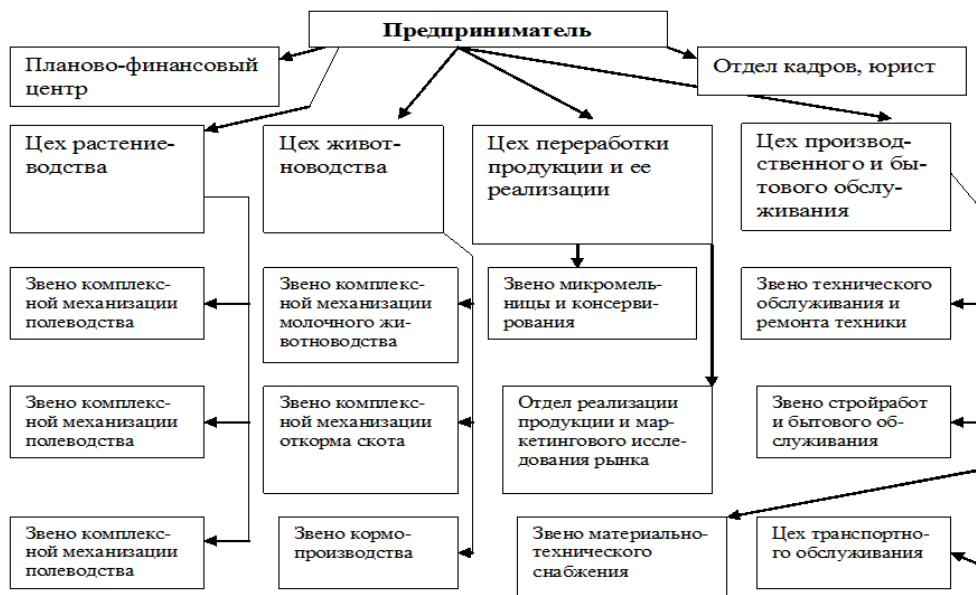 Предприниматель
Планово-финансовый
центр
Отдел кадров, юрист
Цех растение-
водства
Цех живот-
новодства
Цех переработки
продукции и ее
реализации
Цех производ-
ственного и бы-
тового обслу-
живания
Звено комплекс-
ной механизации
полеводства
Звено комплекс-
ной механизации
молочного жи-
вотноводства
Звено микромель-
ницы и консерви-
рования
Звено технического
обслуживания и
ремонта техники
Звено комплекс-
ной механизации
полеводства
Звено комплекс-
ной механизации
откорма скота
Отдел реализации
продукции и мар-
кетингового иссле-
дования рынка
Звено стройработ
и бытового об-
служивания
Звено комплекс-
ной механизации
полеводства
Звено кормо-
производства
Звено материально-
технического
снабжения
Цех транспортно-
го обслуживания